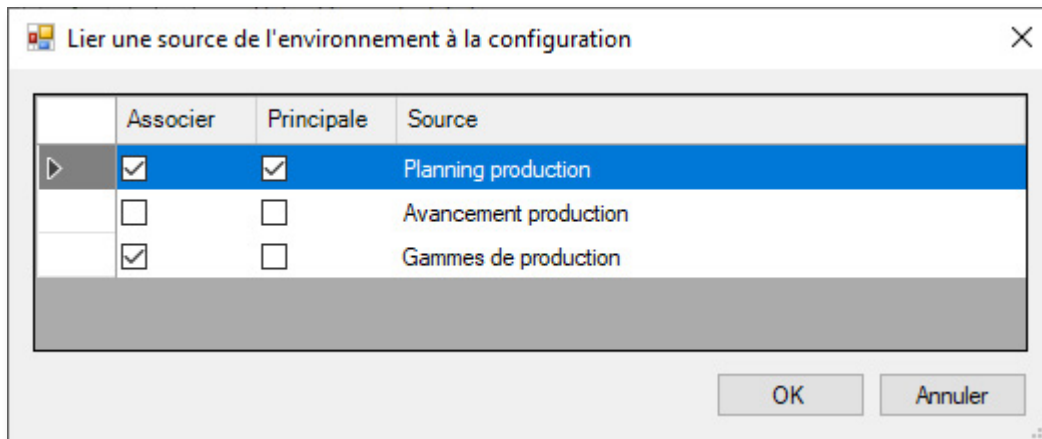 Lier une source de l'environnement à la configuration
Associer Principale Source
Planning production
Avancement production
Gammes de production
OK Annuler